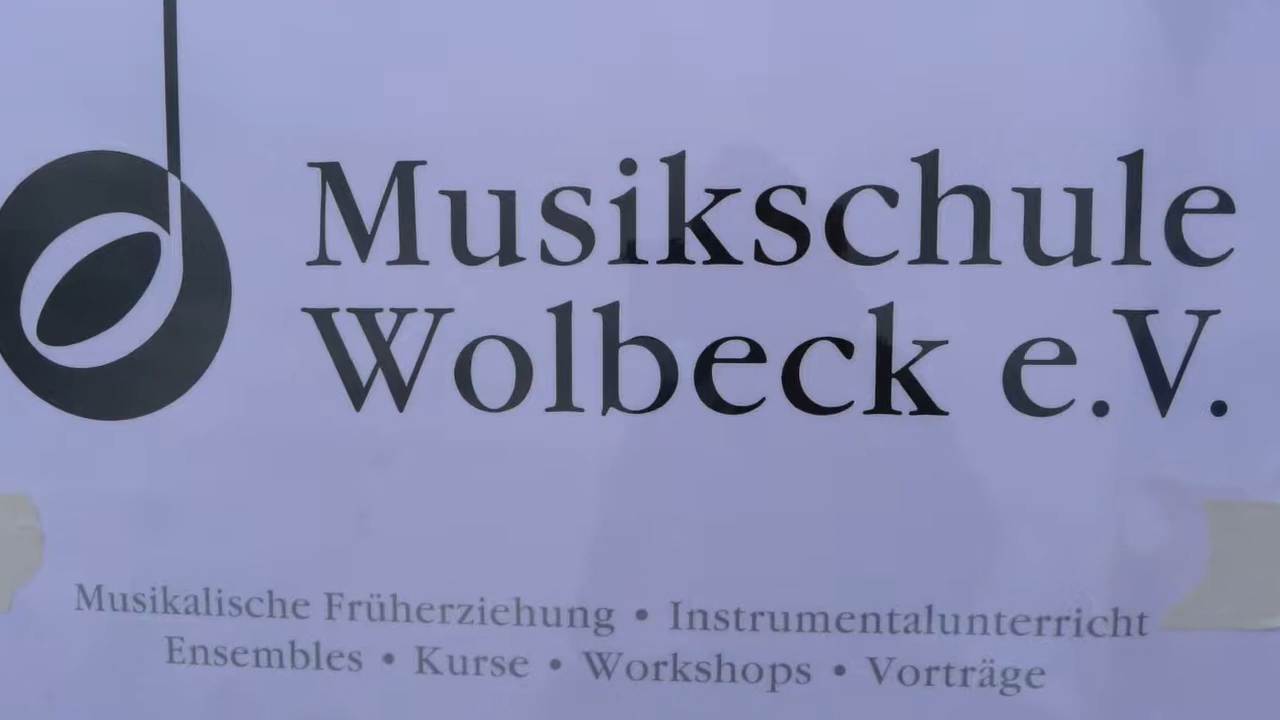 Musikschule
Wolbeck e.V.
Musikalische Früherziehung • Instrumentalunterricht
Ensembles • Kurse • Workshops • Vorträge